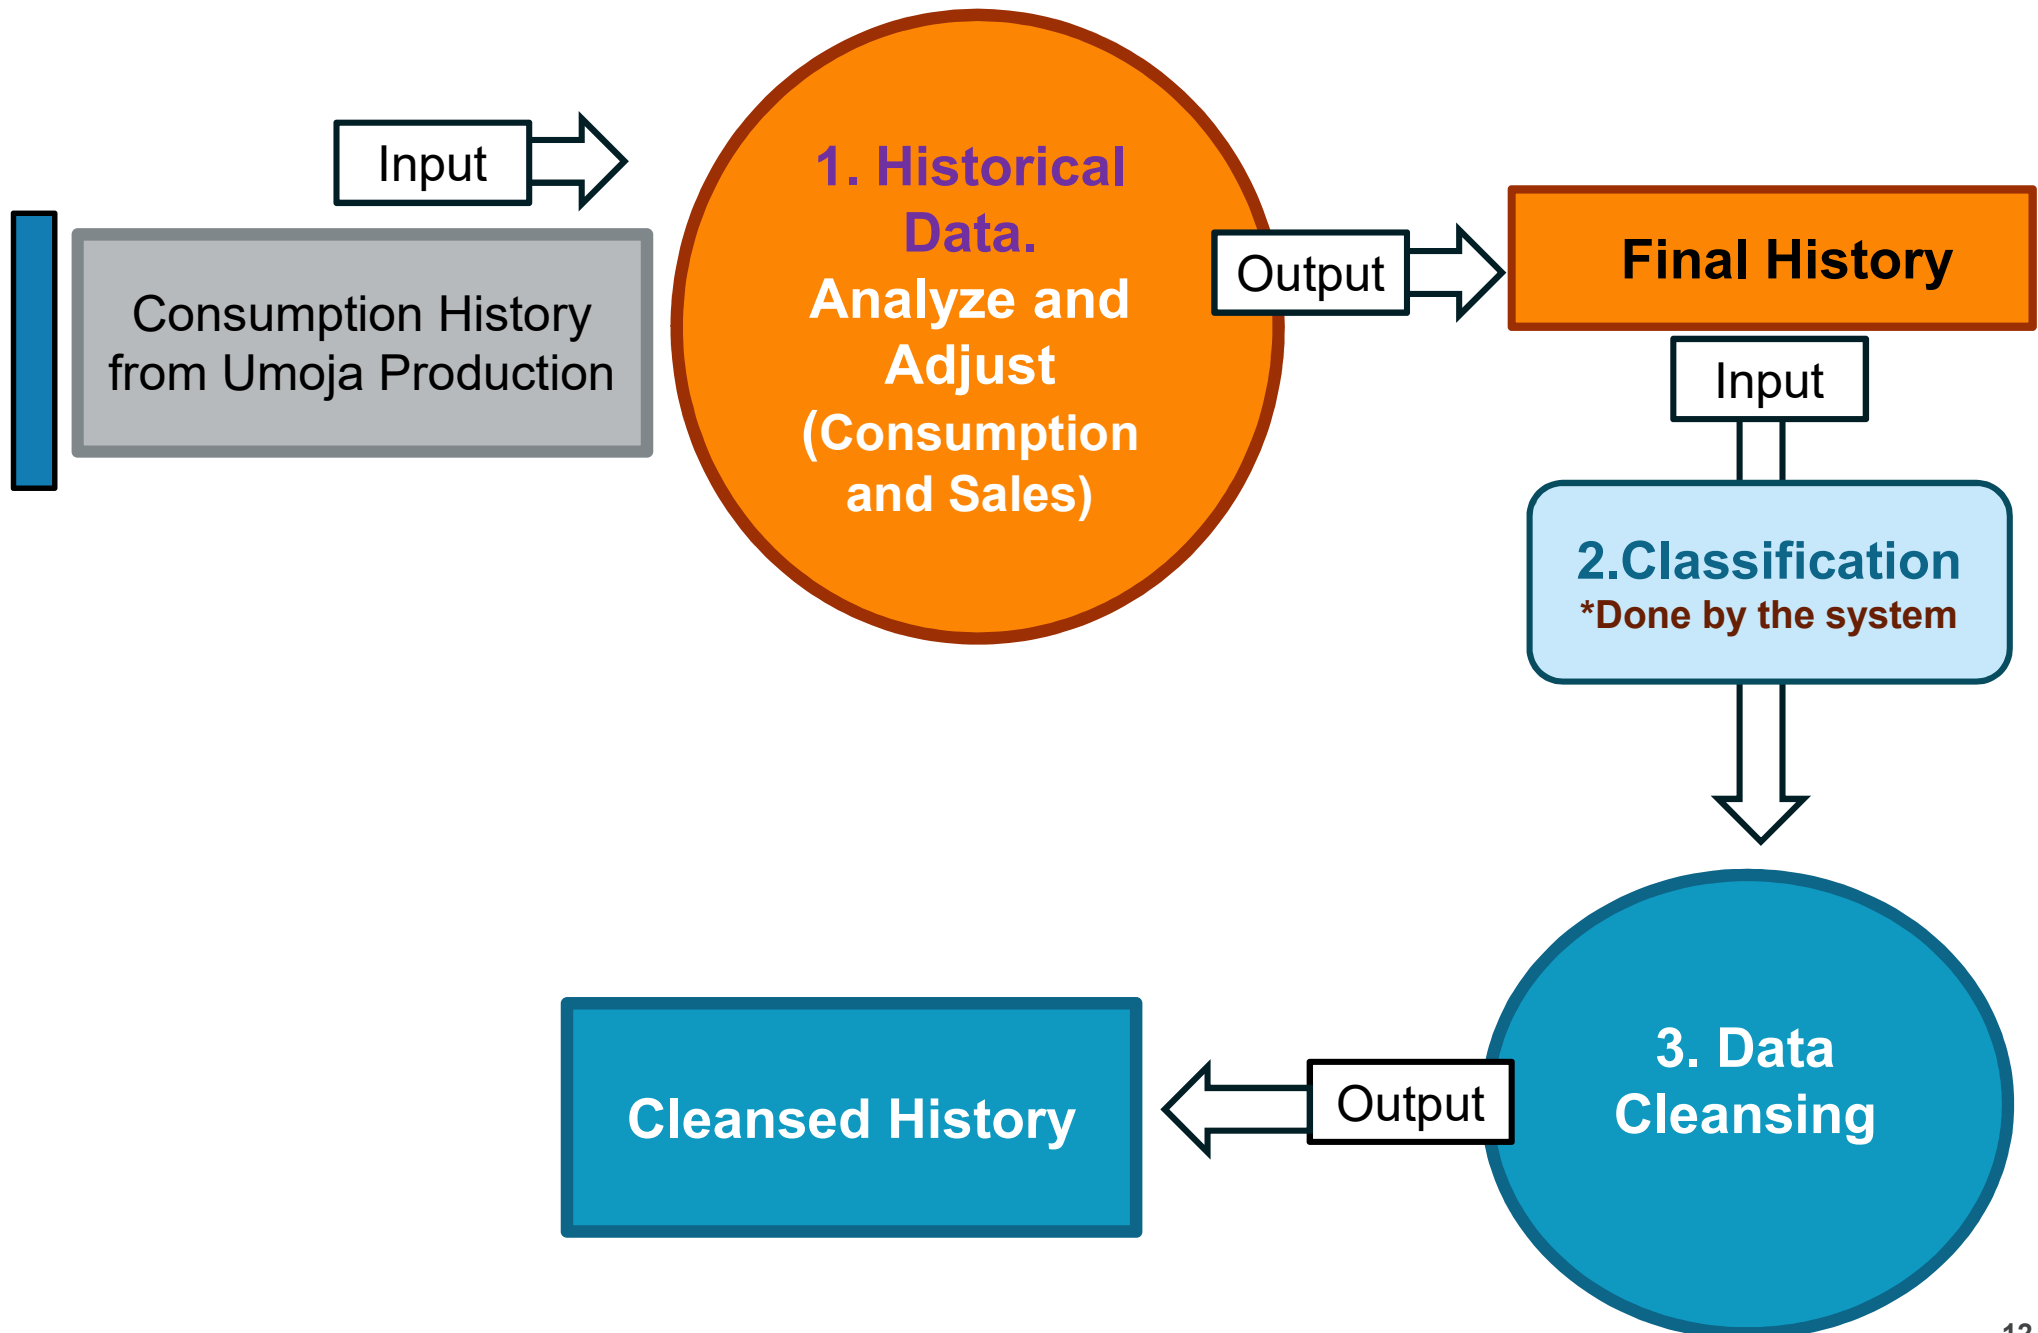 Input
Consumption History
from Umoja Production
1. Historical
Data.
Analyze and
Adjust
(Consumption
and Sales)
Output
Final History
Input
2.Classification
*Done by the system
3. Data
Cleansing
Output
Cleansed History